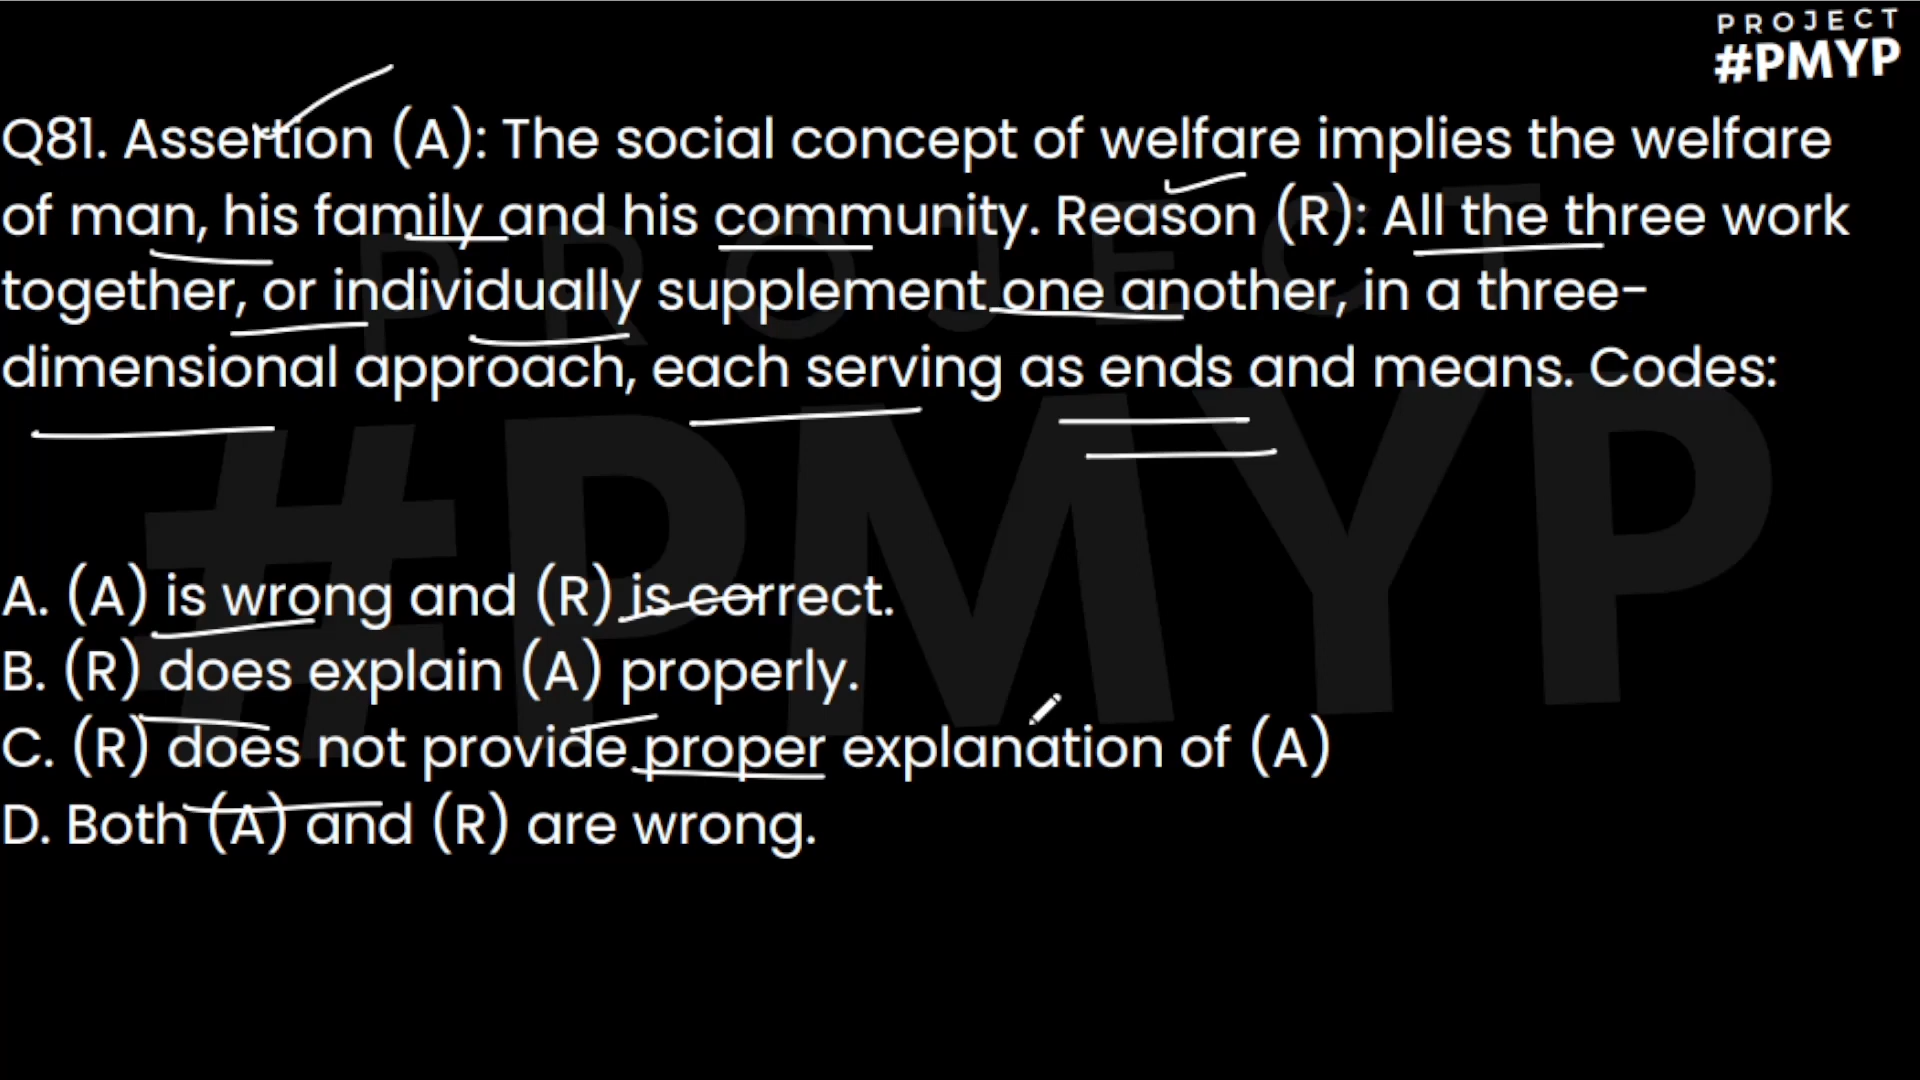 PROJECT
#PMYP
Q81. Assertion (A): The social concept of welfare implies the welfare
of man, his family and his community. Reason (R): All the three work
together, or individually supplement one another, in a three-
dimensional approach, each serving as ends and means. Codes:
PROJECT
#PMYP
A. (A) is wrong and (R) is correct.
B. (R) does explain (A) properly.
C. (R) does not provide proper explanation of (A)
D. Both (A) and (R) are wrong.